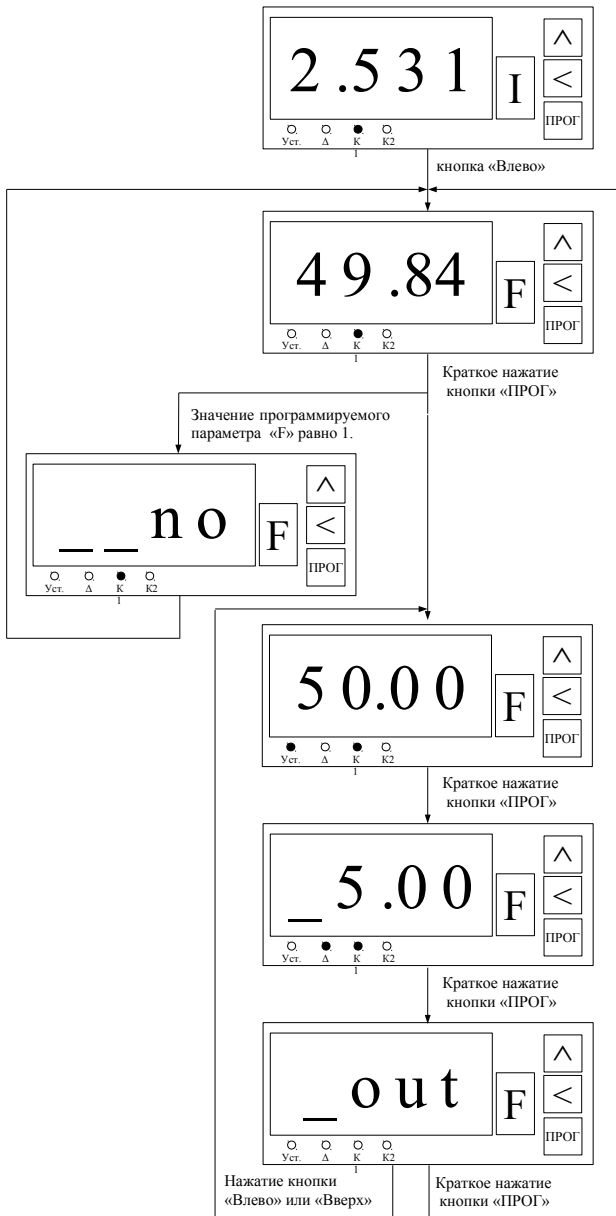 2.531
I
ПРОГ
Уст. Δ К К2
1
кнопка «Влево»
49.84
F
ПРОГ
Уст. Δ К К2
1
Краткое нажатие
кнопки «ПРОГ»
Значение программируемого
параметра «F» равно 1.
__no
F
ПРОГ
Уст. Δ К К2
1
50.00
F
ПРОГ
Уст. Δ К К2
1
Краткое нажатие
кнопки «ПРОГ»
_5.00
F
ПРОГ
Уст. Δ К К2
1
Краткое нажатие
кнопки «ПРОГ»
_out
F
ПРОГ
Уст. Δ К К2
1
Нажатие кнопки
«Влево» или «Вверх»
Краткое нажатие
кнопки «ПРОГ»